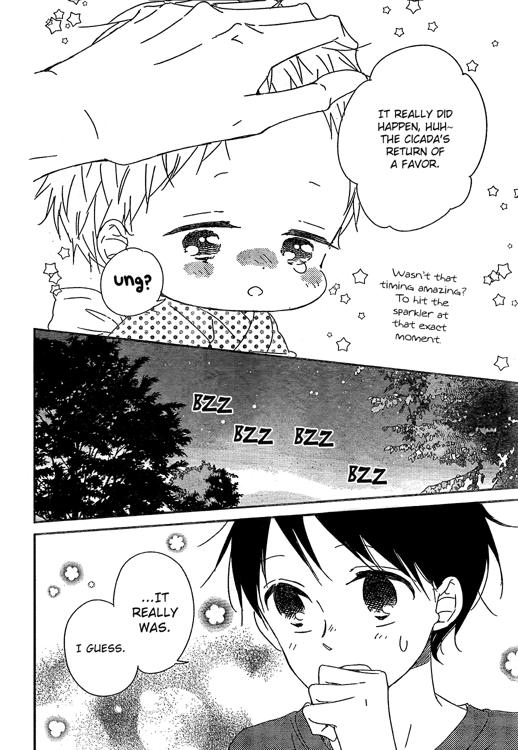 IT REALLY DID
HAPPEN, HUH~
THE CICADA'S
RETURN OF
A FAVOR.
ung?
Wasn't that
timing amazing?
To hit the
sparkler at
that exact
moment.
BZZ
BZZ BZZ
BZZ
...IT
REALLY
WAS.
I GUESS.